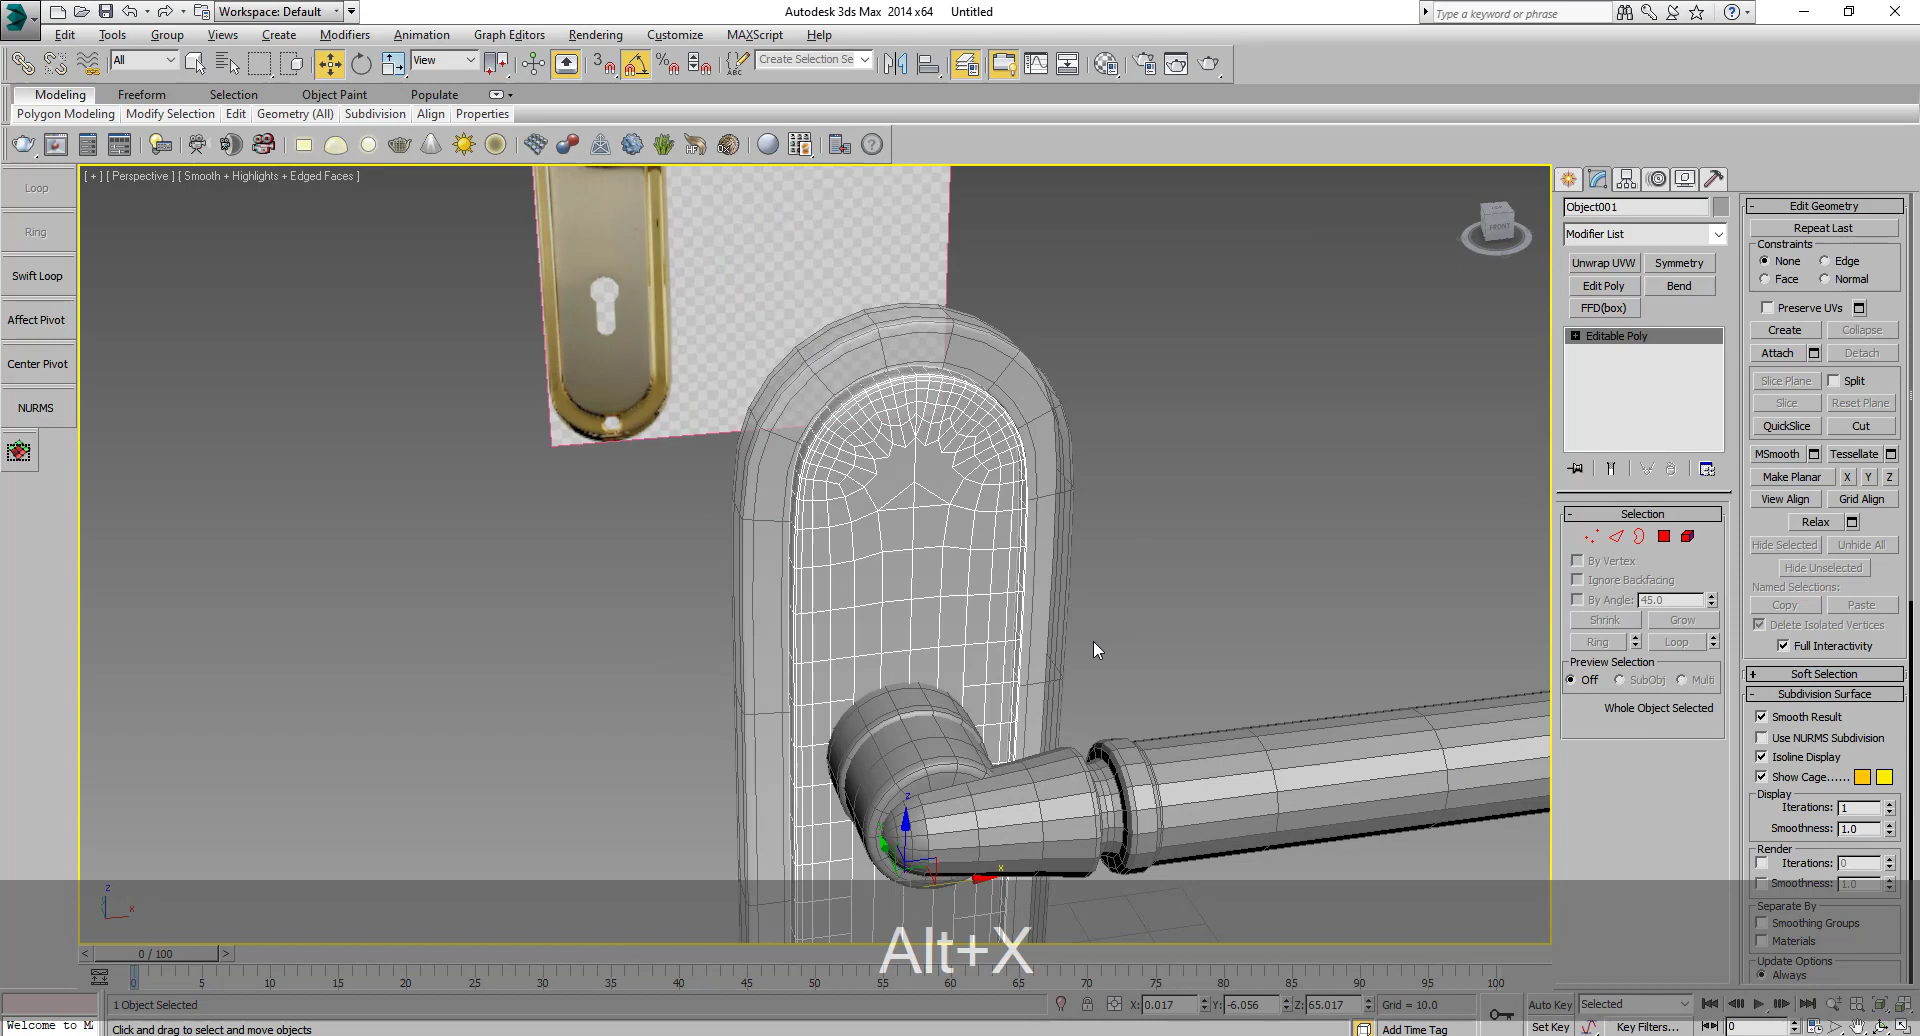 Workspace: Default
Autodesk 3ds Max 2014 x64 Untitled
Type a keyword or phrase
Edit Tools Group Views Create Modifiers Animation Graph Editors Rendering Customize MAXScript Help
All View 3 Create Selection Se
Modeling Freeform Selection Object Paint Populate
Polygon Modeling Modify Selection Edit Geometry (All) Subdivision Align Properties
[ + ] [ Perspective ] [ Smooth + Highlights + Edged Faces ]
Loop
Ring
Swift Loop
Affect Pivot
Center Pivot
NURMS
FRONT
z
x
z
x
Alt+X
Object001
Modifier List
Unwrap UVW Symmetry
Edit Poly Bend
FFD(box)
Editable Poly
- Selection
By Vertex
Ignore Backfacing
By Angle: 45.0
Shrink Grow
Ring Loop
Preview Selection
Off SubObj Multi
Whole Object Selected
- Edit Geometry
Repeat Last
Constraints
None Edge
Face Normal
Preserve UVs
Create Collapse
Attach Detach
Slice Plane Split
Slice Reset Plane
QuickSlice Cut
MSmooth Tessellate
Make Planar X Y Z
View Align Grid Align
Relax
Hide Selected Unhide All
Hide Unselected
Named Selections:
Copy Paste
Delete Isolated Vertices
Full Interactivity
+ Soft Selection
- Subdivision Surface
Smooth Result
Use NURMS Subdivision
Isoline Display
Show Cage......
Display
Iterations: 1
Smoothness: 1.0
Render
Iterations: 0
Smoothness: 1.0
Separate By
Smoothing Groups
Materials
Update Options
Always
< 0 / 100 >
0 5 10 15 20 25 30 35 40 45 50 55 60 65 70 75 80 85 90 95 100
1 Object Selected X: 0.017 Y: -6.056 Z: 65.017 Grid = 10.0 Auto Key Selected
Welcome to M Click and drag to select and move objects Add Time Tag Set Key Key Filters... 0